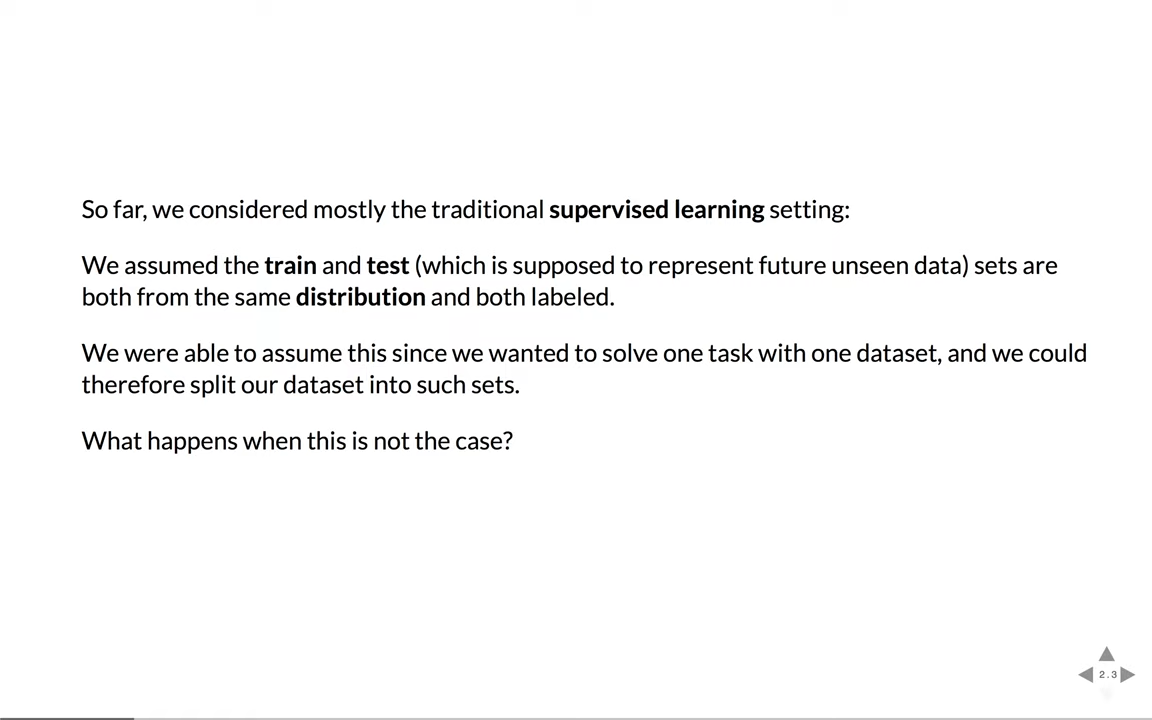 So far, we considered mostly the traditional supervised learning setting:
We assumed the train and test (which is supposed to represent future unseen data) sets are
both from the same distribution and both labeled.
We were able to assume this since we wanted to solve one task with one dataset, and we could
therefore split our dataset into such sets.
What happens when this is not the case?
2.3